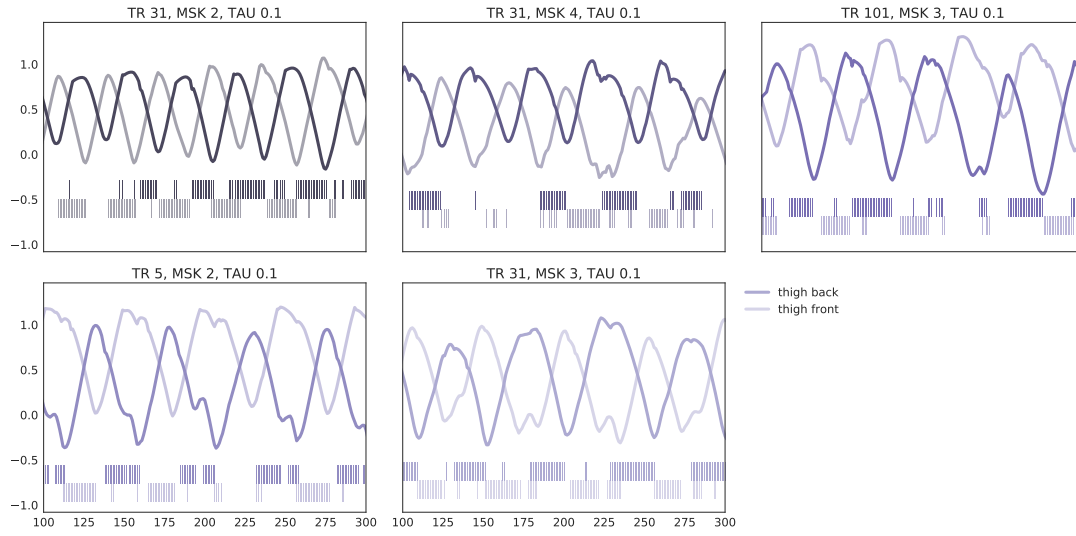 TR 31, MSK 2, TAU 0.1
TR 31, MSK 4, TAU 0.1
TR 101, MSK 3, TAU 0.1
1.0
0.5
0.0
−0.5
−1.0
TR 5, MSK 2, TAU 0.1
TR 31, MSK 3, TAU 0.1
thigh back
thigh front
1.0
0.5
0.0
−0.5
−1.0
100 125 150 175 200 225 250 275 300
100 125 150 175 200 225 250 275 300